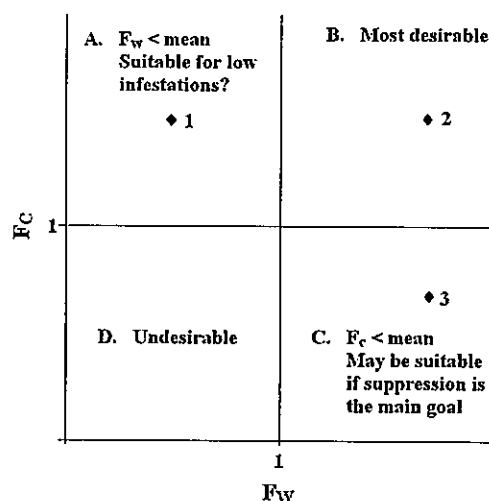 A. Fw < mean
Suitable for low
infestations?
B. Most desirable
◆ 1
◆ 2
FC
1
◆ 3
D. Undesirable
C. Fc < mean
May be suitable
if suppression is
the main goal
1
FW